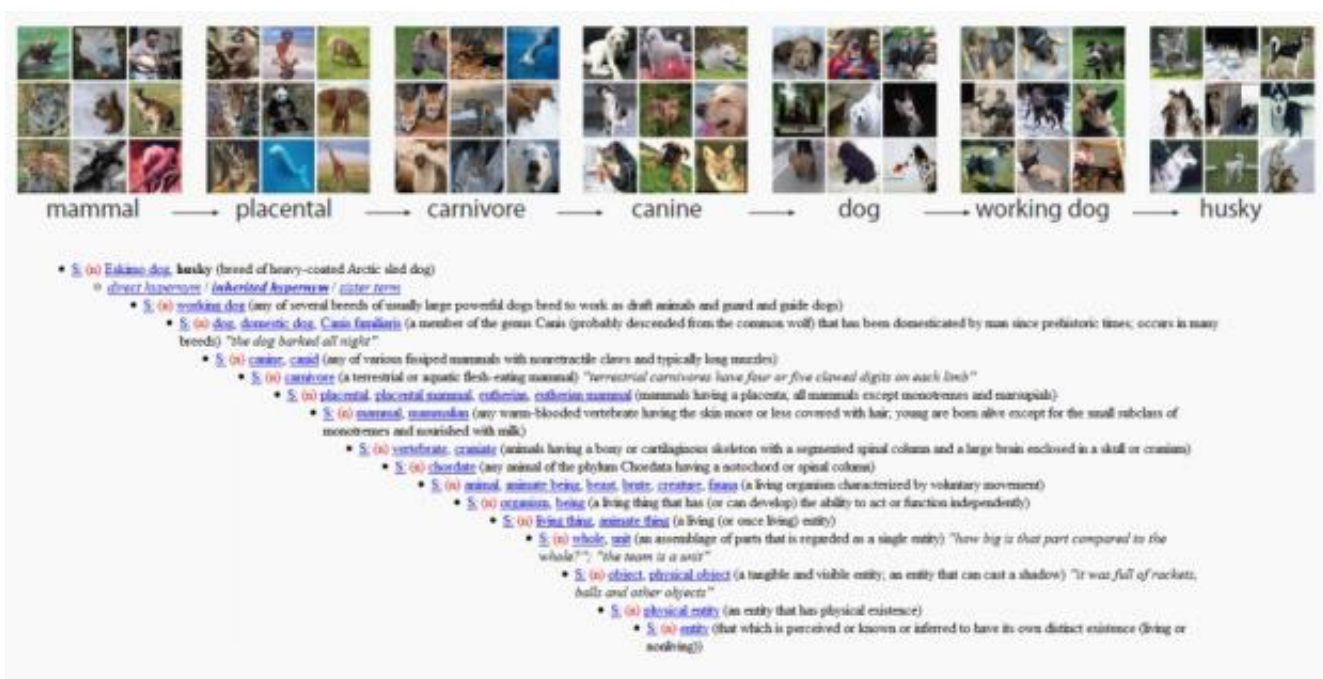 mammal → placental → carnivore → canine → dog → working dog → husky
• S: (n) Eskimo dog, husky (breed of heavy-coated Arctic sled dog)
○ direct hypernym / inherited hypernym / sister term
• S: (n) working dog (any of several breeds of usually large powerful dogs bred to work as draft animals and guard and guide dogs)
• S: (n) dog, domestic dog, Canis familiaris (a member of the genus Canis (probably descended from the common wolf) that has been domesticated by man since prehistoric times; occurs in many
breeds) "the dog barked all night"
• S: (n) canine, canid (any of various fissiped mammals with nonretractile claws and typically long muzzles)
• S: (n) carnivore (a terrestrial or aquatic flesh-eating mammal) "terrestrial carnivores have four or five clawed digits on each limb"
• S: (n) placental, placental mammal, eutherian, eutherian mammal (mammals having a placenta; all mammals except monotremes and marsupials)
• S: (n) mammal, mammalian (any warm-blooded vertebrate having the skin more or less covered with hair; young are born alive except for the small subclass of
monotremes and nourished with milk)
• S: (n) vertebrate, craniate (animals having a bony or cartilaginous skeleton with a segmented spinal column and a large brain enclosed in a skull or cranium)
• S: (n) chordate (any animal of the phylum Chordata having a notochord or spinal column)
• S: (n) animal, animate being, beast, brute, creature, fauna (a living organism characterized by voluntary movement)
• S: (n) organism, being (a living thing that has (or can develop) the ability to act or function independently)
• S: (n) living thing, animate thing (a living (or once living) entity)
• S: (n) whole, unit (an assemblage of parts that is regarded as a single entity) "how big is that part compared to the
whole?"; "the team is a unit"
• S: (n) object, physical object (a tangible and visible entity; an entity that can cast a shadow) "it was full of rackets,
balls and other objects"
• S: (n) physical entity (an entity that has physical existence)
• S: (n) entity (that which is perceived or known or inferred to have its own distinct existence (living or
nonliving))